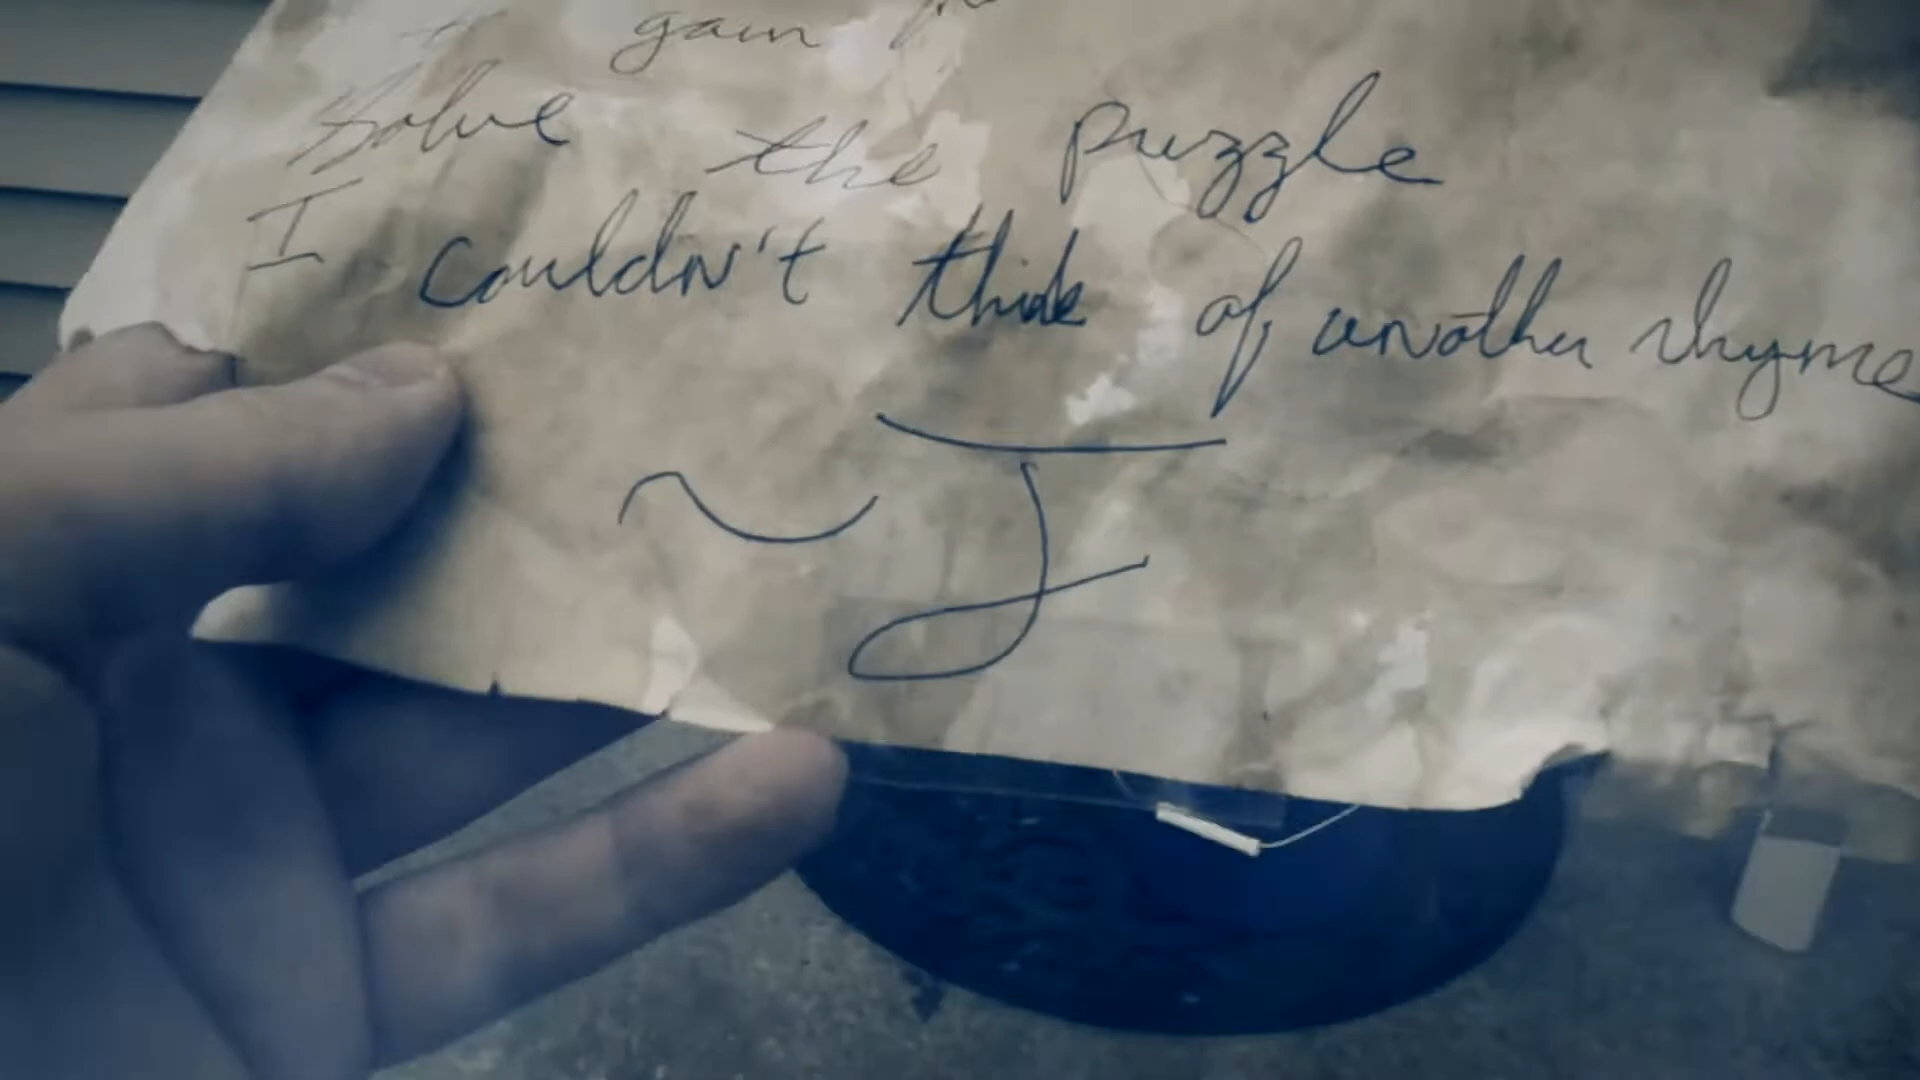 gain
Solve the puzzle
I couldn't think of another rhyme
~J